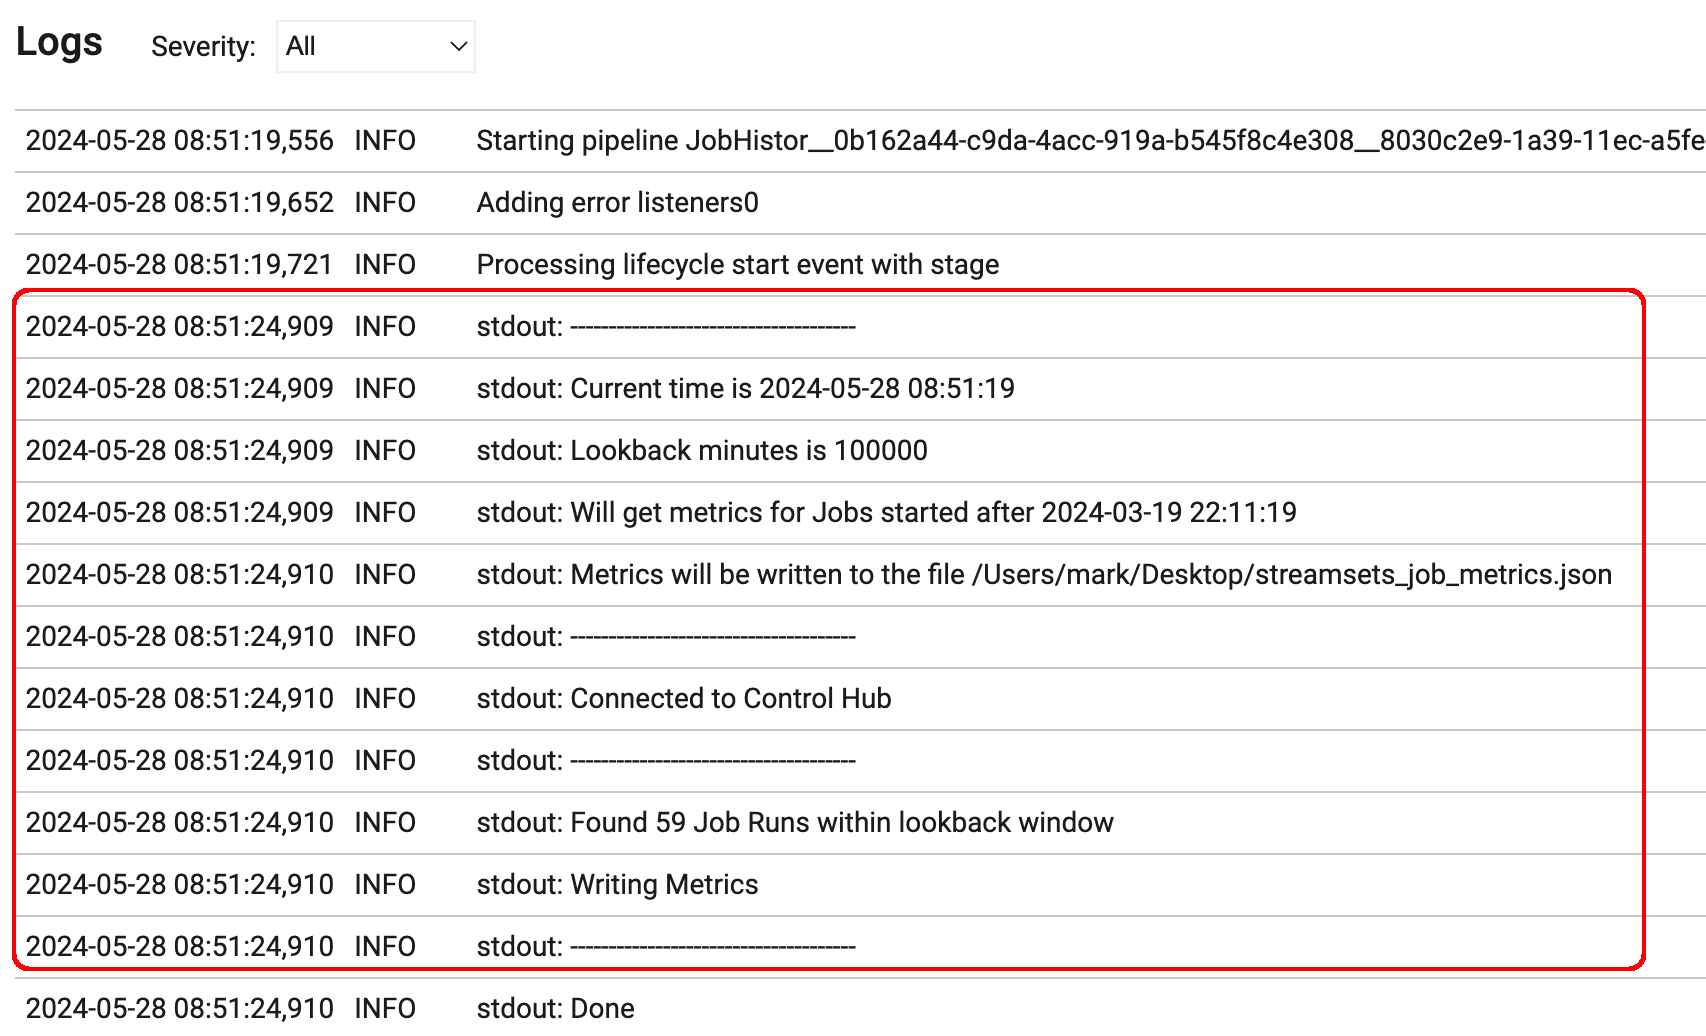 Logs Severity: All
2024-05-28 08:51:19,556 INFO Starting pipeline JobHistor__0b162a44-c9da-4acc-919a-b545f8c4e308__8030c2e9-1a39-11ec-a5fe-
2024-05-28 08:51:19,652 INFO Adding error listeners0
2024-05-28 08:51:19,721 INFO Processing lifecycle start event with stage
2024-05-28 08:51:24,909 INFO stdout: -------------------------------------
2024-05-28 08:51:24,909 INFO stdout: Current time is 2024-05-28 08:51:19
2024-05-28 08:51:24,909 INFO stdout: Lookback minutes is 100000
2024-05-28 08:51:24,909 INFO stdout: Will get metrics for Jobs started after 2024-03-19 22:11:19
2024-05-28 08:51:24,910 INFO stdout: Metrics will be written to the file /Users/mark/Desktop/streamsets_job_metrics.json
2024-05-28 08:51:24,910 INFO stdout: -------------------------------------
2024-05-28 08:51:24,910 INFO stdout: Connected to Control Hub
2024-05-28 08:51:24,910 INFO stdout: -------------------------------------
2024-05-28 08:51:24,910 INFO stdout: Found 59 Job Runs within lookback window
2024-05-28 08:51:24,910 INFO stdout: Writing Metrics
2024-05-28 08:51:24,910 INFO stdout: -------------------------------------
2024-05-28 08:51:24,910 INFO stdout: Done